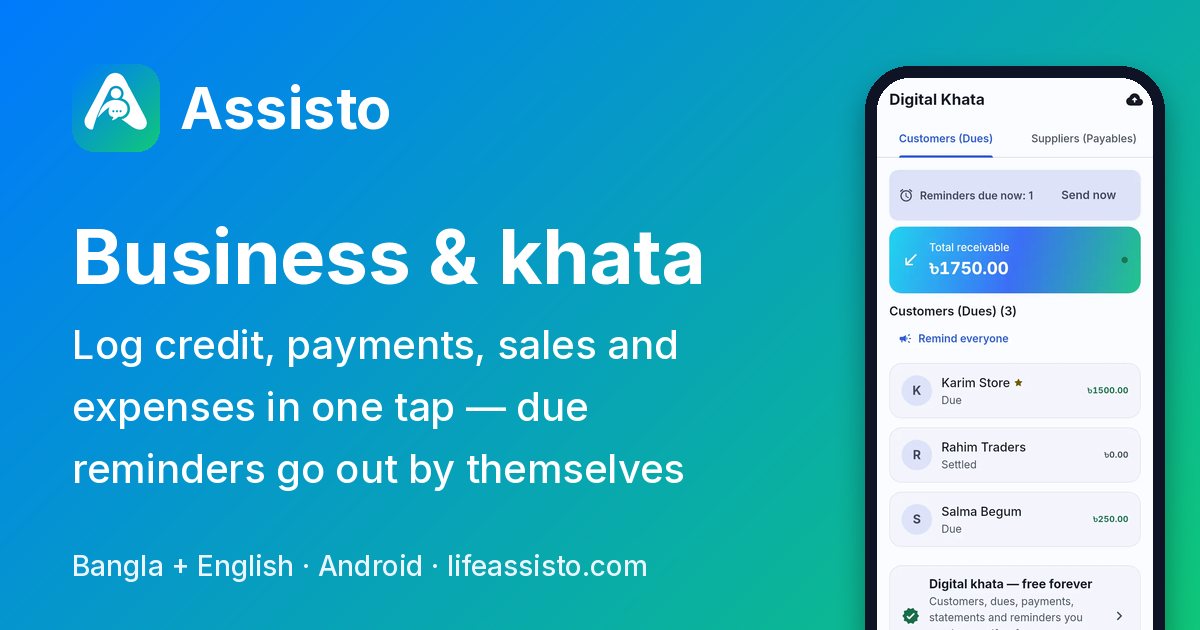 Assisto
Business & khata
Log credit, payments, sales and
expenses in one tap — due
reminders go out by themselves
Bangla + English · Android · lifeassisto.com
Digital Khata
Customers (Dues)
Suppliers (Payables)
Reminders due now: 1
Send now
Total receivable
৳1750.00
Customers (Dues) (3)
Remind everyone
K
Karim Store
Due
৳1500.00
R
Rahim Traders
Settled
৳0.00
S
Salma Begum
Due
৳250.00
Digital khata — free forever
Customers, dues, payments,
statements and reminders you